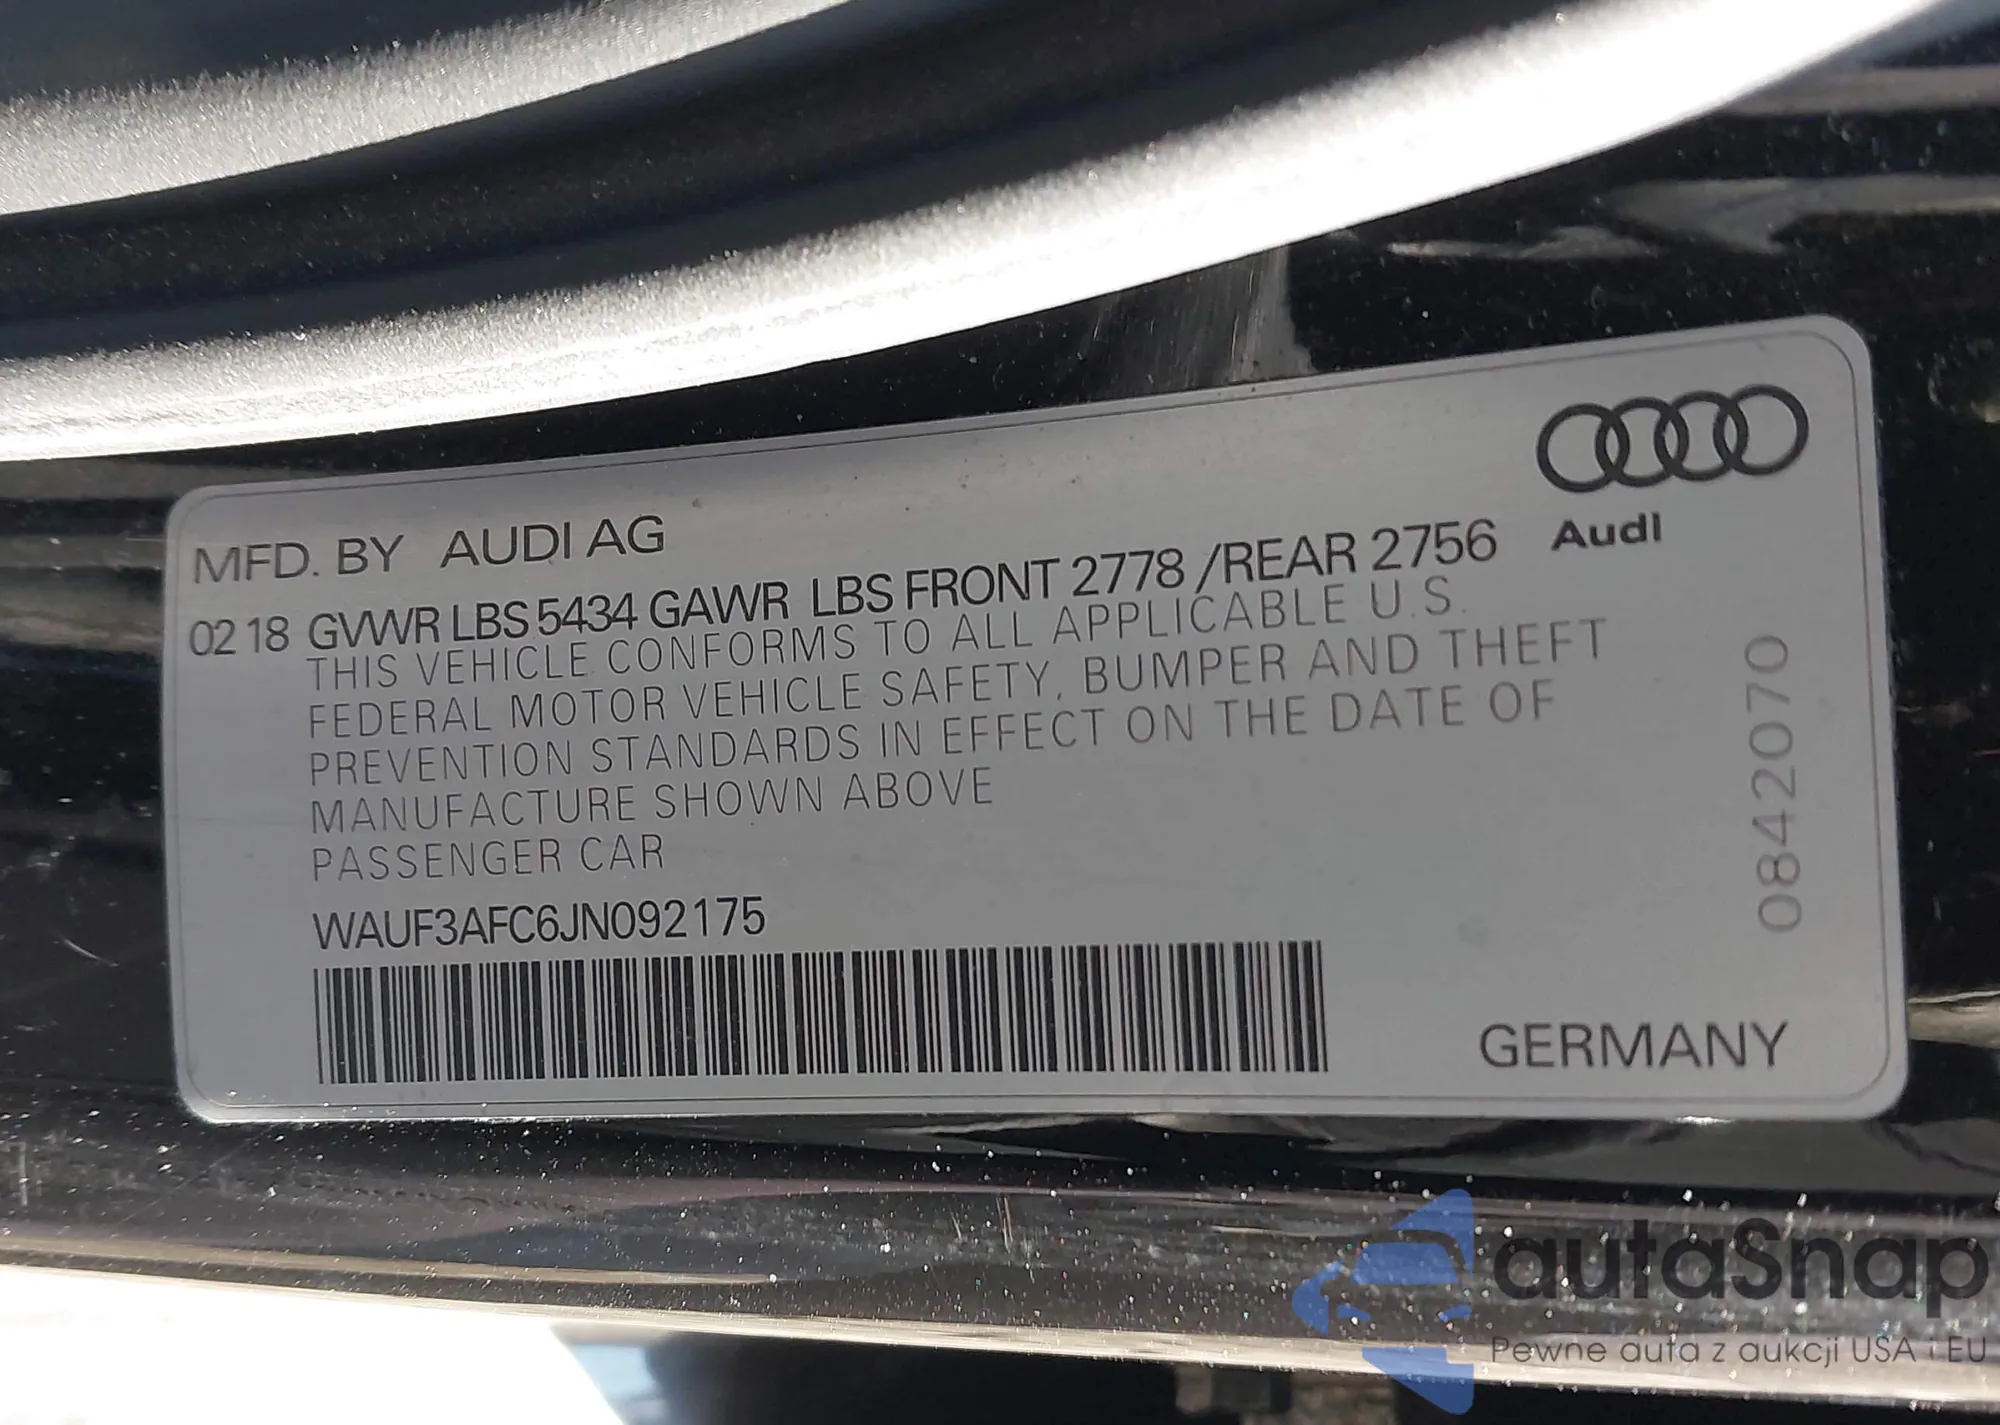 MFD. BY AUDI AG
Audi
02 18 GVWR LBS 5434 GAWR LBS FRONT 2778 /REAR 2756
THIS VEHICLE CONFORMS TO ALL APPLICABLE U.S.
FEDERAL MOTOR VEHICLE SAFETY, BUMPER AND THEFT
PREVENTION STANDARDS IN EFFECT ON THE DATE OF
MANUFACTURE SHOWN ABOVE
PASSENGER CAR
WAUF3AFC6JN092175
0842070
GERMANY
autaSnap
Pewne auta z aukcji USA i EU